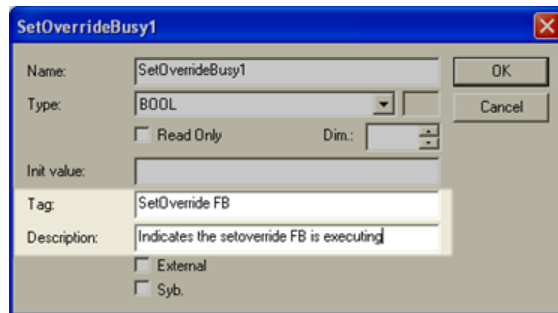 SetOverrideBusy1
Name: SetOverrideBusy1 OK
Type: BOOL Cancel
Read Only Dim.:
Init value:
Tag: SetOverride FB
Description: Indicates the setoverride FB is executing
External
Syb.